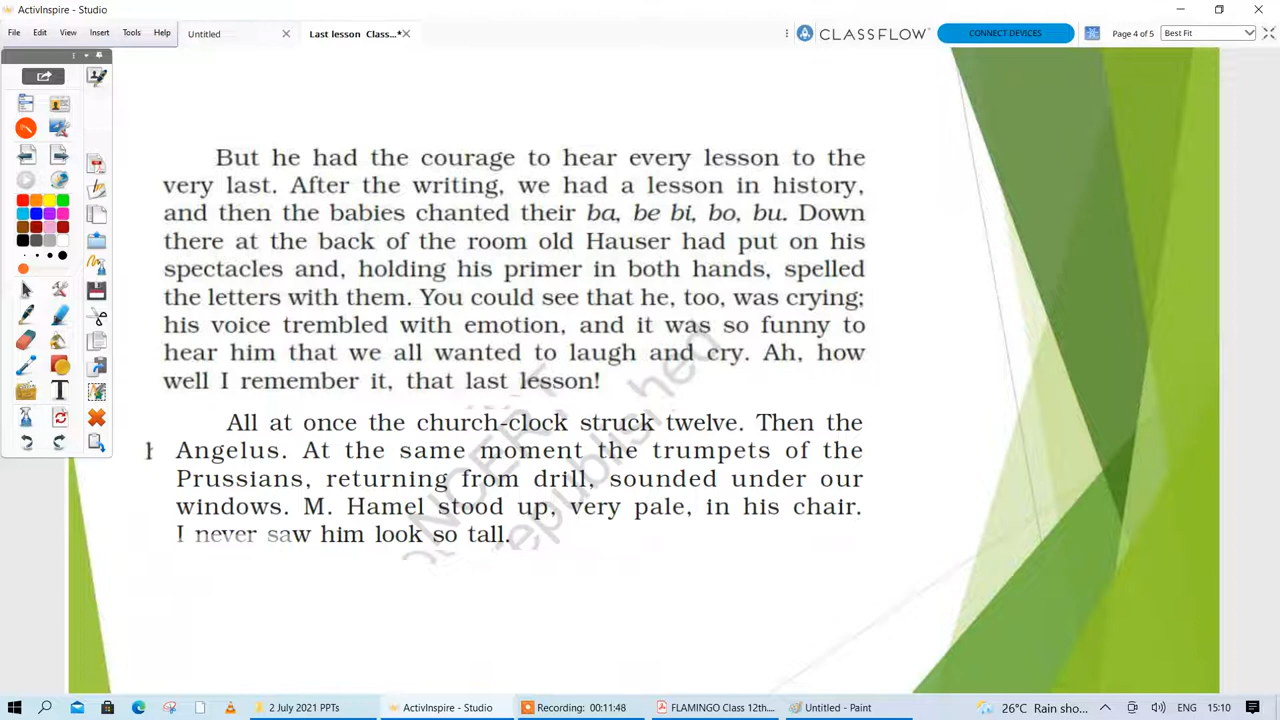 ActivInspire - Studio
File Edit View Insert Tools Help
Untitled
Last lesson Class...*
CLASSFLOW
CONNECT DEVICES
Page 4 of 5
Best Fit
But he had the courage to hear every lesson to the
very last. After the writing, we had a lesson in history,
and then the babies chanted their ba, be bi, bo, bu. Down
there at the back of the room old Hauser had put on his
spectacles and, holding his primer in both hands, spelled
the letters with them. You could see that he, too, was crying;
his voice trembled with emotion, and it was so funny to
hear him that we all wanted to laugh and cry. Ah, how
well I remember it, that last lesson!
All at once the church-clock struck twelve. Then the
Angelus. At the same moment the trumpets of the
Prussians, returning from drill, sounded under our
windows. M. Hamel stood up, very pale, in his chair.
I never saw him look so tall.
NCERT
republished
2 July 2021 PPTs
ActivInspire - Studio
Recording: 00:11:48
FLAMINGO Class 12th...
Untitled - Paint
26°C Rain sho...
ENG
15:10